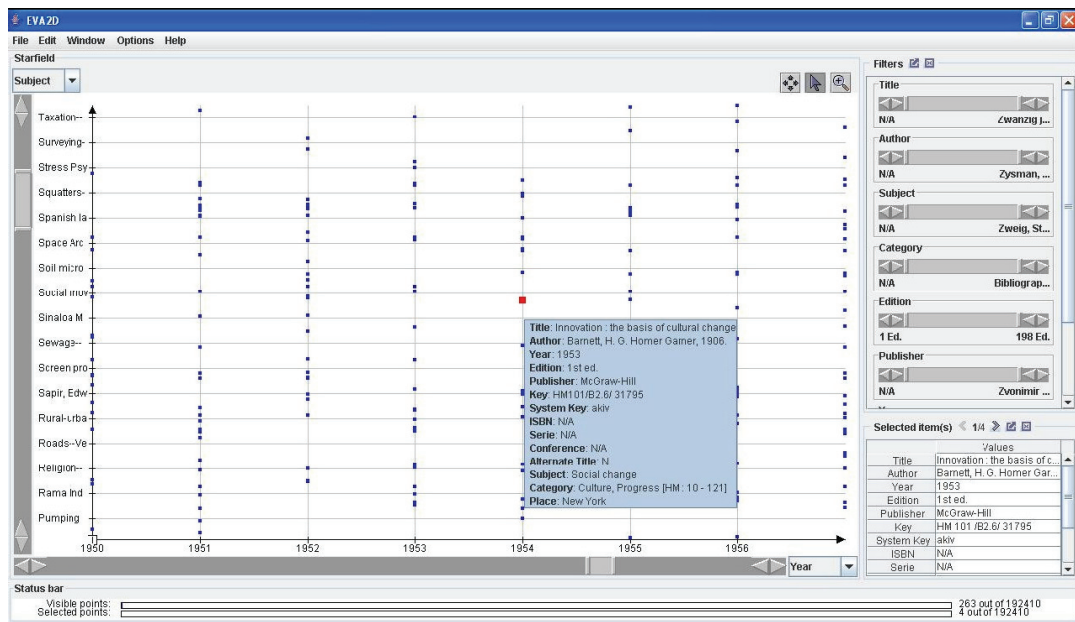 EVA2D
File Edit Window Options Help
Starfield
Subject
Taxation--
Surveying-
Stress Psy
Squatters-
Spanish la
Space Arc
Soil micro
Social mov
Sinaloa M
Sewage--
Screen pro
Sapir, Edw
Rural-urba
Roads--Ve
Religion--
Rama Ind
Pumping
1950 1951 1952 1953 1954 1955 1956
Year
Title: Innovation : the basis of cultural change
Author: Barnett, H. G. Homer Garner, 1906.
Year: 1953
Edition: 1st ed.
Publisher: McGraw-Hill
Key: HM101/B2.6/ 31795
System Key: akiv
ISBN: N/A
Serie: N/A
Conference: N/A
Alternate Title: N
Subject: Social change
Category: Culture, Progress [HM : 10 - 121]
Place: New York
Filters
Title
N/A Zwanzig j...
Author
N/A Zysman, ...
Subject
N/A Zweig, St...
Category
N/A Bibliograp...
Edition
1 Ed. 198 Ed.
Publisher
N/A Zvonimir ...
Selected item(s) 1/4
Values
Title Innovation : the basis of c...
Author Barnett, H. G. Homer Gar...
Year 1953
Edition 1st ed.
Publisher McGraw-Hill
Key HM 101 /B2.6/ 31795
System Key akiv
ISBN N/A
Serie N/A
Status bar
Visible points: 263 out of 192410
Selected points: 4 out of 192410